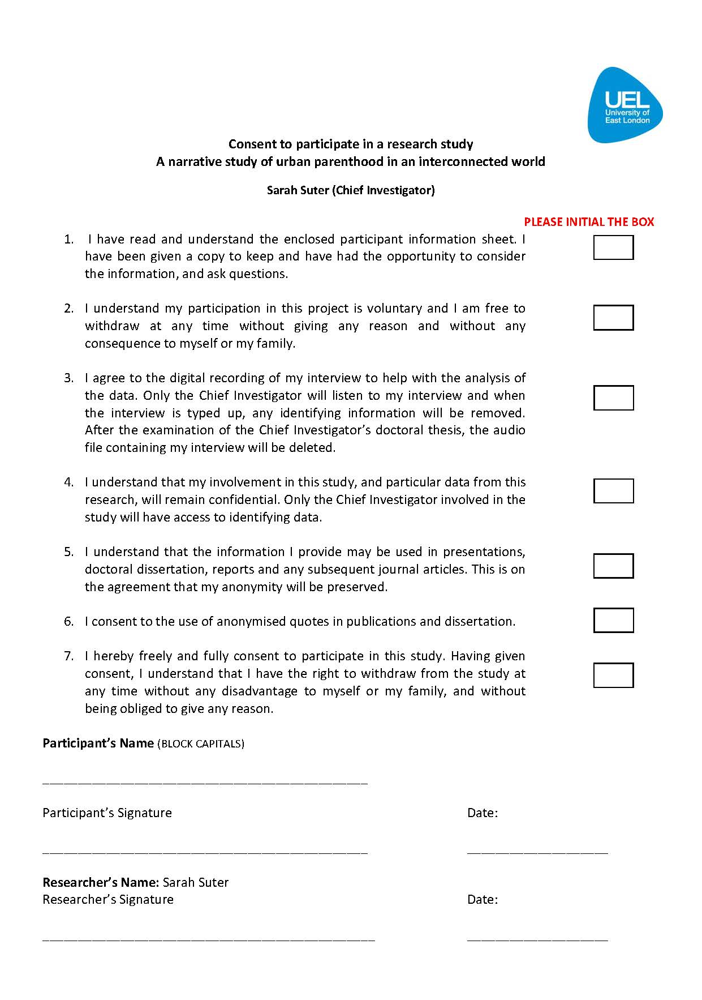 UEL
University of
East London
Consent to participate in a research study
A narrative study of urban parenthood in an interconnected world
Sarah Suter (Chief Investigator)
PLEASE INITIAL THE BOX
1. I have read and understand the enclosed participant information sheet. I
have been given a copy to keep and have had the opportunity to consider
the information, and ask questions.
2. I understand my participation in this project is voluntary and I am free to
withdraw at any time without giving any reason and without any
consequence to myself or my family.
3. I agree to the digital recording of my interview to help with the analysis of
the data. Only the Chief Investigator will listen to my interview and when
the interview is typed up, any identifying information will be removed.
After the examination of the Chief Investigator’s doctoral thesis, the audio
file containing my interview will be deleted.
4. I understand that my involvement in this study, and particular data from this
research, will remain confidential. Only the Chief Investigator involved in the
study will have access to identifying data.
5. I understand that the information I provide may be used in presentations,
doctoral dissertation, reports and any subsequent journal articles. This is on
the agreement that my anonymity will be preserved.
6. I consent to the use of anonymised quotes in publications and dissertation.
7. I hereby freely and fully consent to participate in this study. Having given
consent, I understand that I have the right to withdraw from the study at
any time without any disadvantage to myself or my family, and without
being obliged to give any reason.
Participant’s Name (BLOCK CAPITALS)
Participant’s Signature Date:
Researcher’s Name: Sarah Suter
Researcher’s Signature Date: